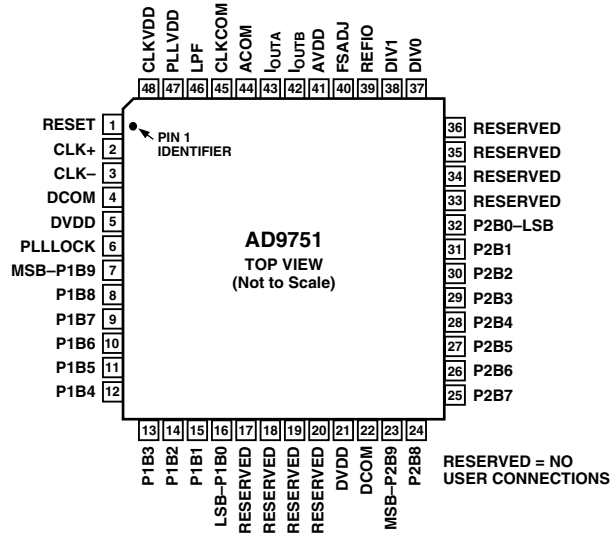 CLKVDD
PLLVDD
LPF
CLKCOM
ACOM
IOUTA
IOUTB
AVDD
FSADJ
REFIO
DIV1
DIV0
48 47 46 45 44 43 42 41 40 39 38 37
RESET 1
CLK+ 2
CLK– 3
DCOM 4
DVDD 5
PLLLOCK 6
MSB–P1B9 7
P1B8 8
P1B7 9
P1B6 10
P1B5 11
P1B4 12
PIN 1
IDENTIFIER
AD9751
TOP VIEW
(Not to Scale)
36 RESERVED
35 RESERVED
34 RESERVED
33 RESERVED
32 P2B0–LSB
31 P2B1
30 P2B2
29 P2B3
28 P2B4
27 P2B5
26 P2B6
25 P2B7
13 14 15 16 17 18 19 20 21 22 23 24
P1B3
P1B2
P1B1
LSB–P1B0
RESERVED
RESERVED
RESERVED
RESERVED
DVDD
DCOM
MSB–P2B9
P2B8
RESERVED = NO
USER CONNECTIONS